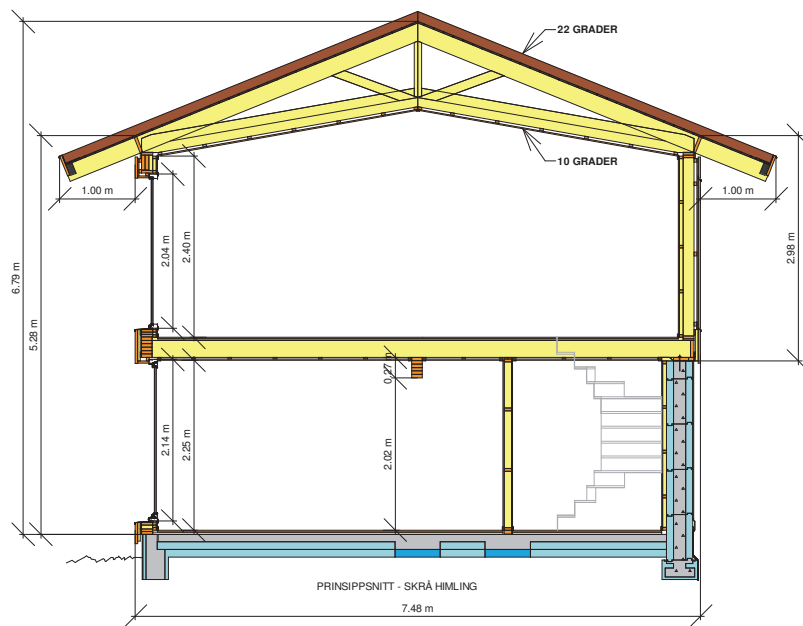 22 GRADER
10 GRADER
1.00 m
1.00 m
6.79 m
5.28 m
2.04 m
2.40 m
2.98 m
0.27 m
2.14 m
2.25 m
2.02 m
PRINSIPPSNITT - SKRÅ HIMLING
7.48 m